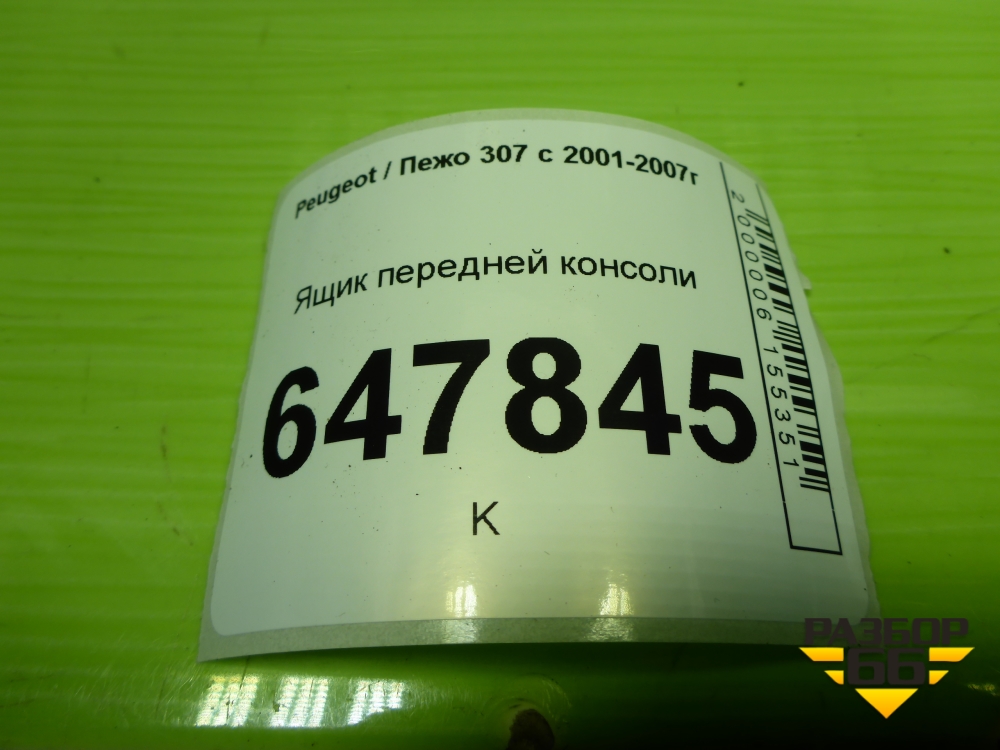 Peugeot / Пежо 307 с 2001-2007г
Ящик передней консоли
647845
К
2000006155351
РАЗБОР
66